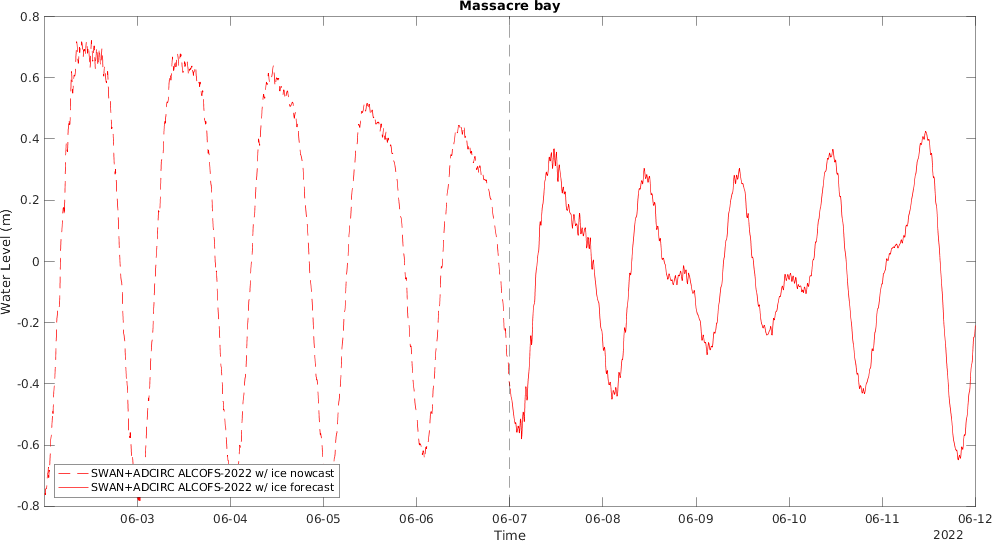 Massacre bay
0.8
0.6
0.4
0.2
0
-0.2
-0.4
-0.6
-0.8
Water Level (m)
SWAN+ADCIRC ALCOFS-2022 w/ ice nowcast
SWAN+ADCIRC ALCOFS-2022 w/ ice forecast
06-03 06-04 06-05 06-06 06-07 06-08 06-09 06-10 06-11 06-12
Time
2022